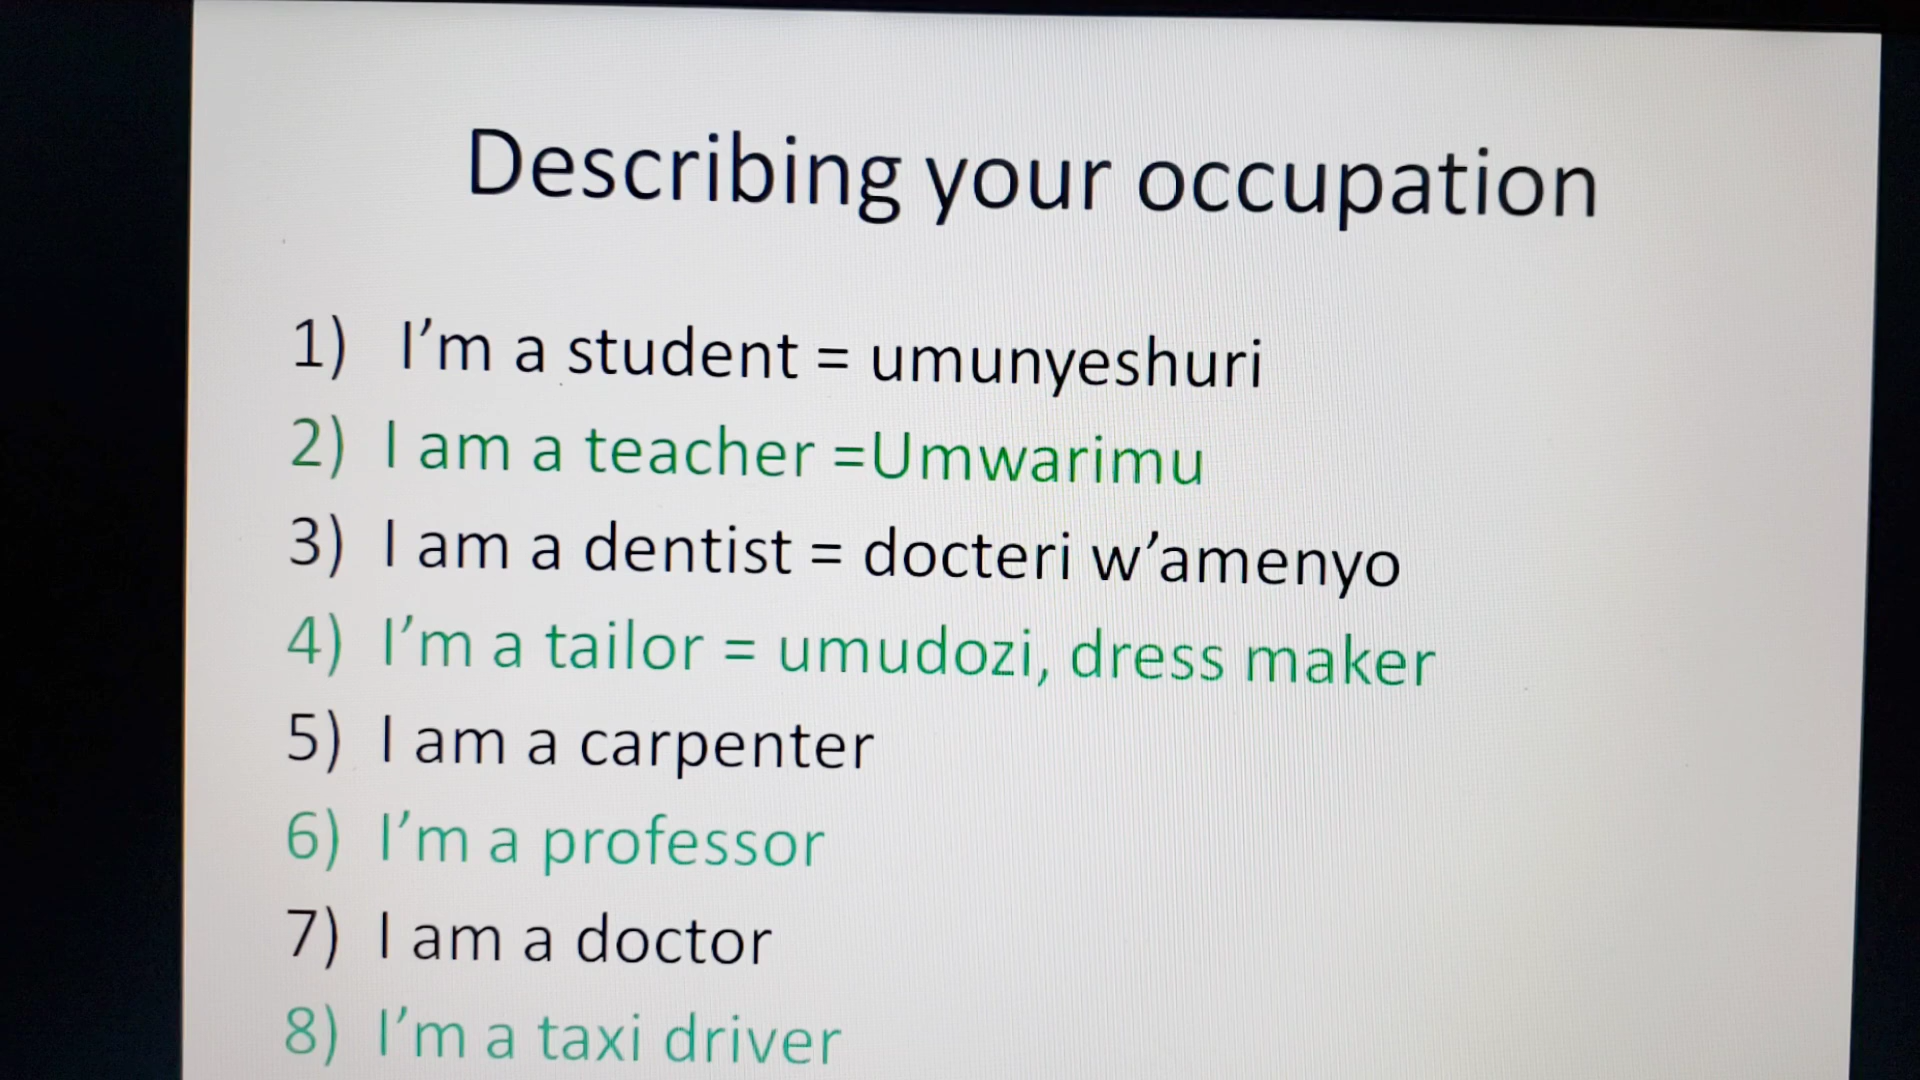 Describing your occupation
1) I'm a student = umunyeshuri
2) I am a teacher =Umwarimu
3) I am a dentist = docteri w'amenyo
4) I'm a tailor = umudozi, dress maker
5) I am a carpenter
6) I'm a professor
7) I am a doctor
8) I'm a taxi driver